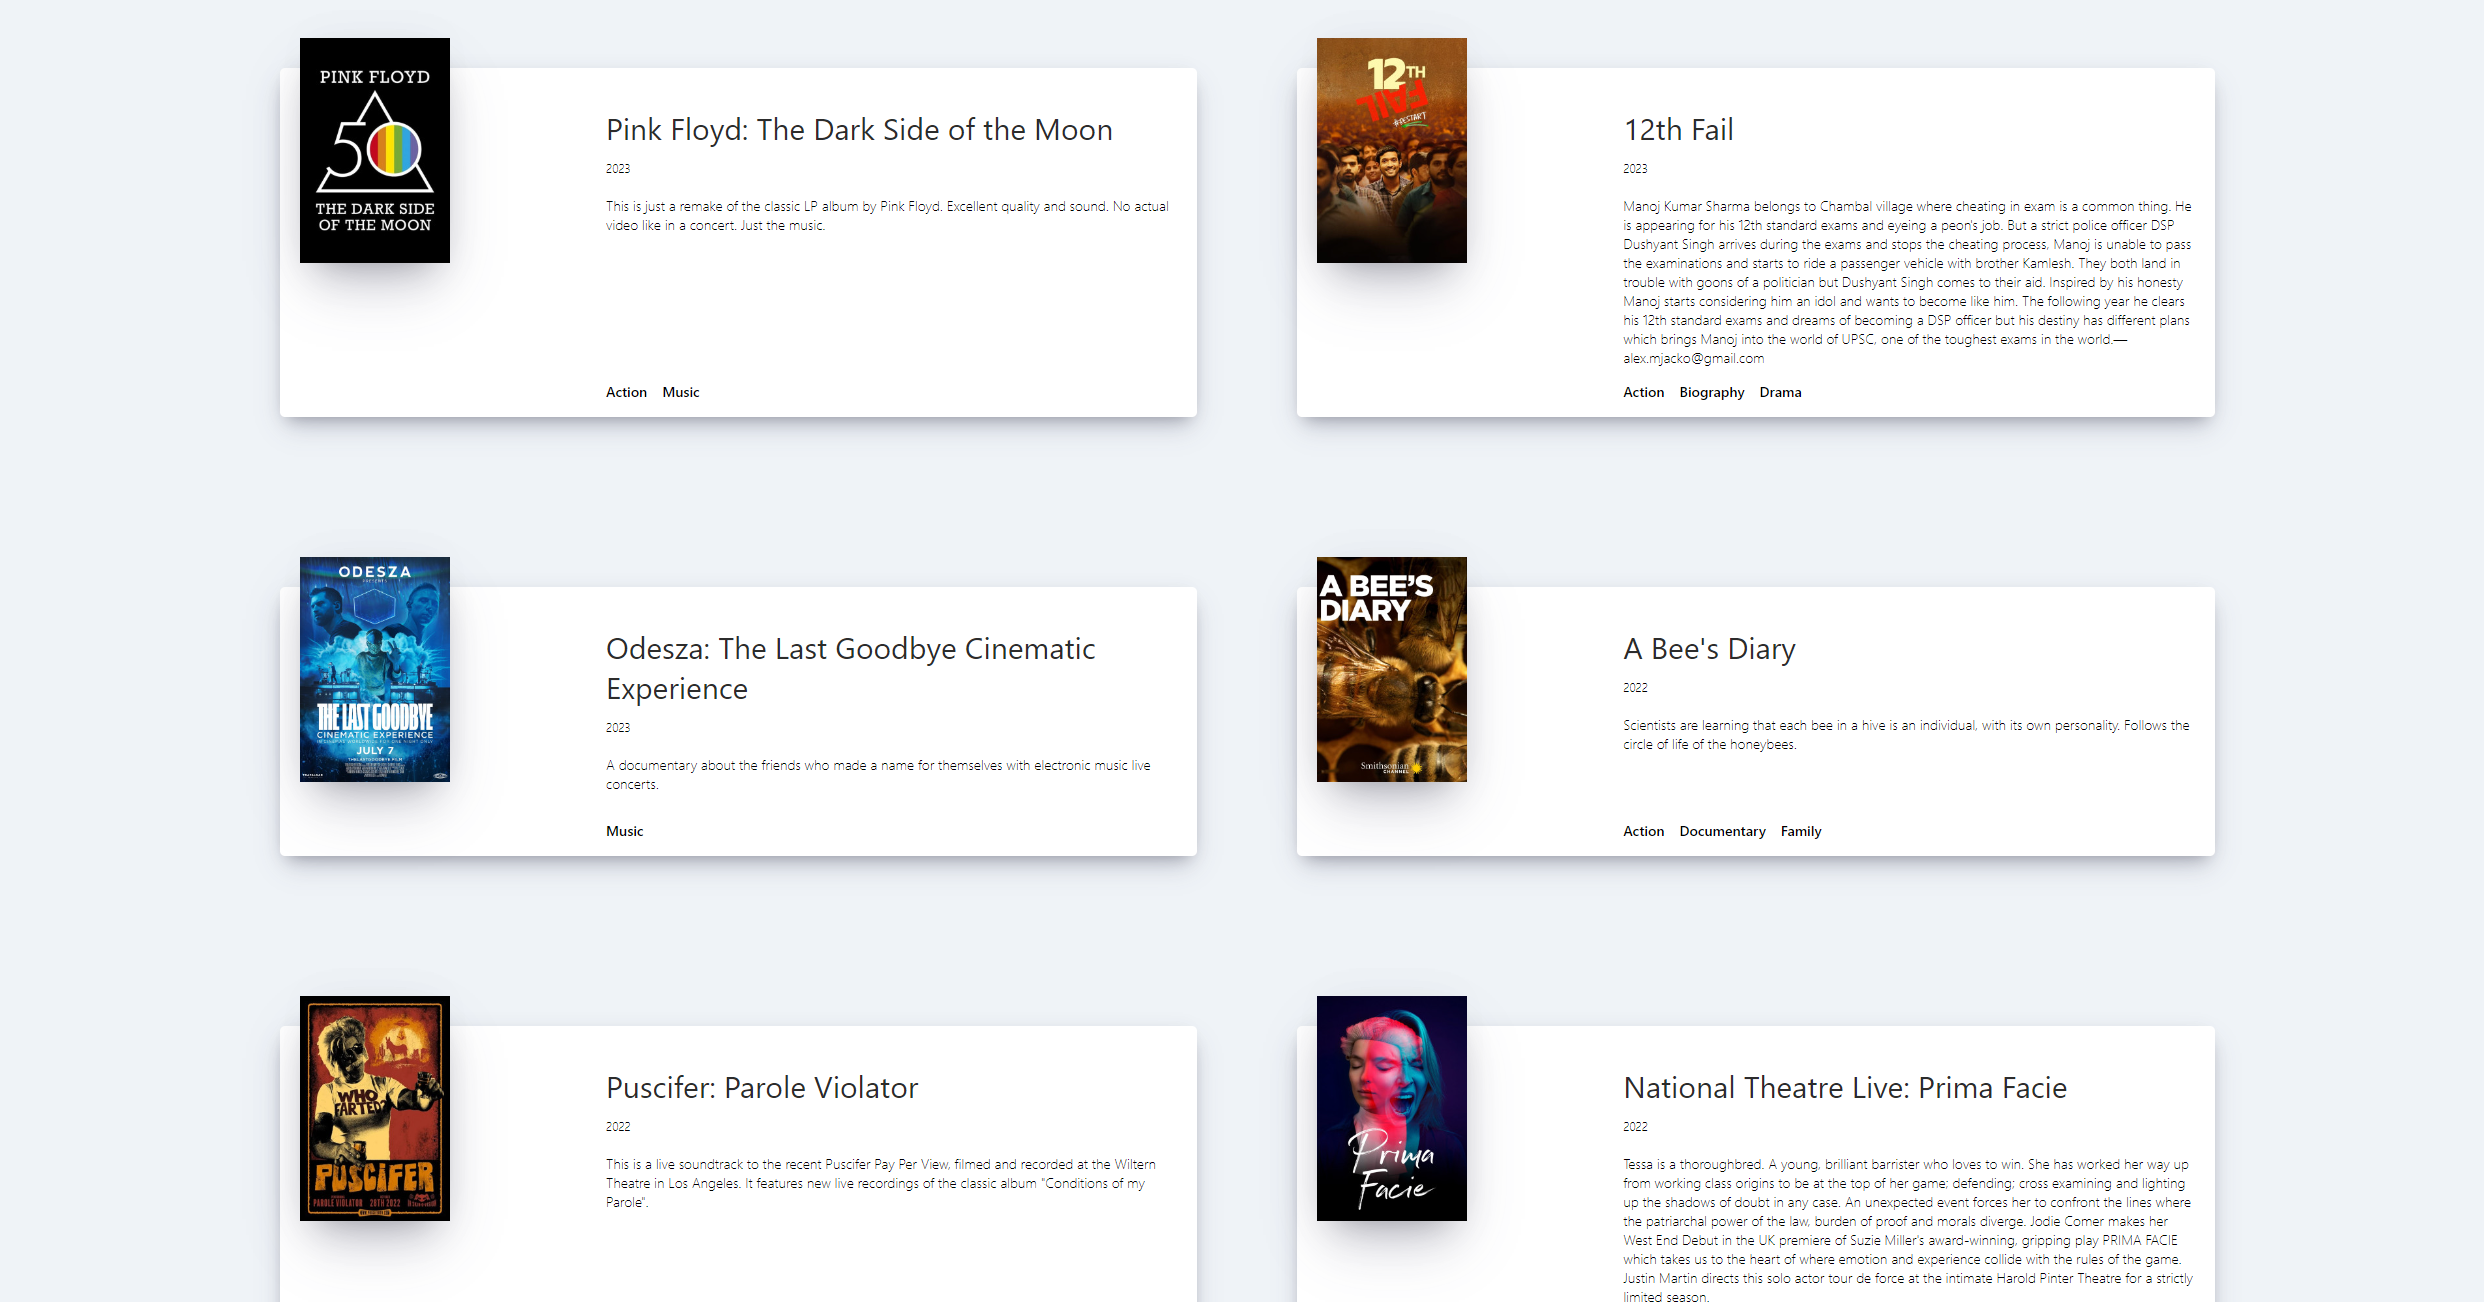 PINK FLOYD
50
THE DARK SIDE
OF THE MOON
Pink Floyd: The Dark Side of the Moon
2023
This is just a remake of the classic LP album by Pink Floyd. Excellent quality and sound. No actual
video like in a concert. Just the music.
Action Music
12TH
FAIL
#RESTART
12th Fail
2023
Manoj Kumar Sharma belongs to Chambal village where cheating in exam is a common thing. He
is appearing for his 12th standard exams and eyeing a peon's job. But a strict police officer DSP
Dushyant Singh arrives during the exams and stops the cheating process, Manoj is unable to pass
the examinations and starts to ride a passenger vehicle with brother Kamlesh. They both land in
trouble with goons of a politician but Dushyant Singh comes to their aid. Inspired by his honesty
Manoj starts considering him an idol and wants to become like him. The following year he clears
his 12th standard exams and dreams of becoming a DSP officer but his destiny has different plans
which brings Manoj into the world of UPSC, one of the toughest exams in the world.—
alex.mjacko@gmail.com
Action Biography Drama
ODESZA
PRESENTS
THE LAST GOODBYE
CINEMATIC EXPERIENCE
IN CINEMAS WORLDWIDE FOR ONE NIGHT ONLY
JULY 7
THELASTGOODBYE.FILM
Odesza: The Last Goodbye Cinematic
Experience
2023
A documentary about the friends who made a name for themselves with electronic music live
concerts.
Music
A BEE'S
DIARY
Smithsonian
CHANNEL
A Bee's Diary
2022
Scientists are learning that each bee in a hive is an individual, with its own personality. Follows the
circle of life of the honeybees.
Action Documentary Family
WHO
FARTED?
PUSCIFER
PAROLE VIOLATOR 28TH 2022
Puscifer: Parole Violator
2022
This is a live soundtrack to the recent Puscifer Pay Per View, filmed and recorded at the Wiltern
Theatre in Los Angeles. It features new live recordings of the classic album "Conditions of my
Parole".
Prima
Facie
National Theatre Live: Prima Facie
2022
Tessa is a thoroughbred. A young, brilliant barrister who loves to win. She has worked her way up
from working class origins to be at the top of her game; defending; cross examining and lighting
up the shadows of doubt in any case. An unexpected event forces her to confront the lines where
the patriarchal power of the law, burden of proof and morals diverge. Jodie Comer makes her
West End Debut in the UK premiere of Suzie Miller's award-winning, gripping play PRIMA FACIE
which takes us to the heart of where emotion and experience collide with the rules of the game.
Justin Martin directs this solo actor tour de force at the intimate Harold Pinter Theatre for a strictly
limited season.